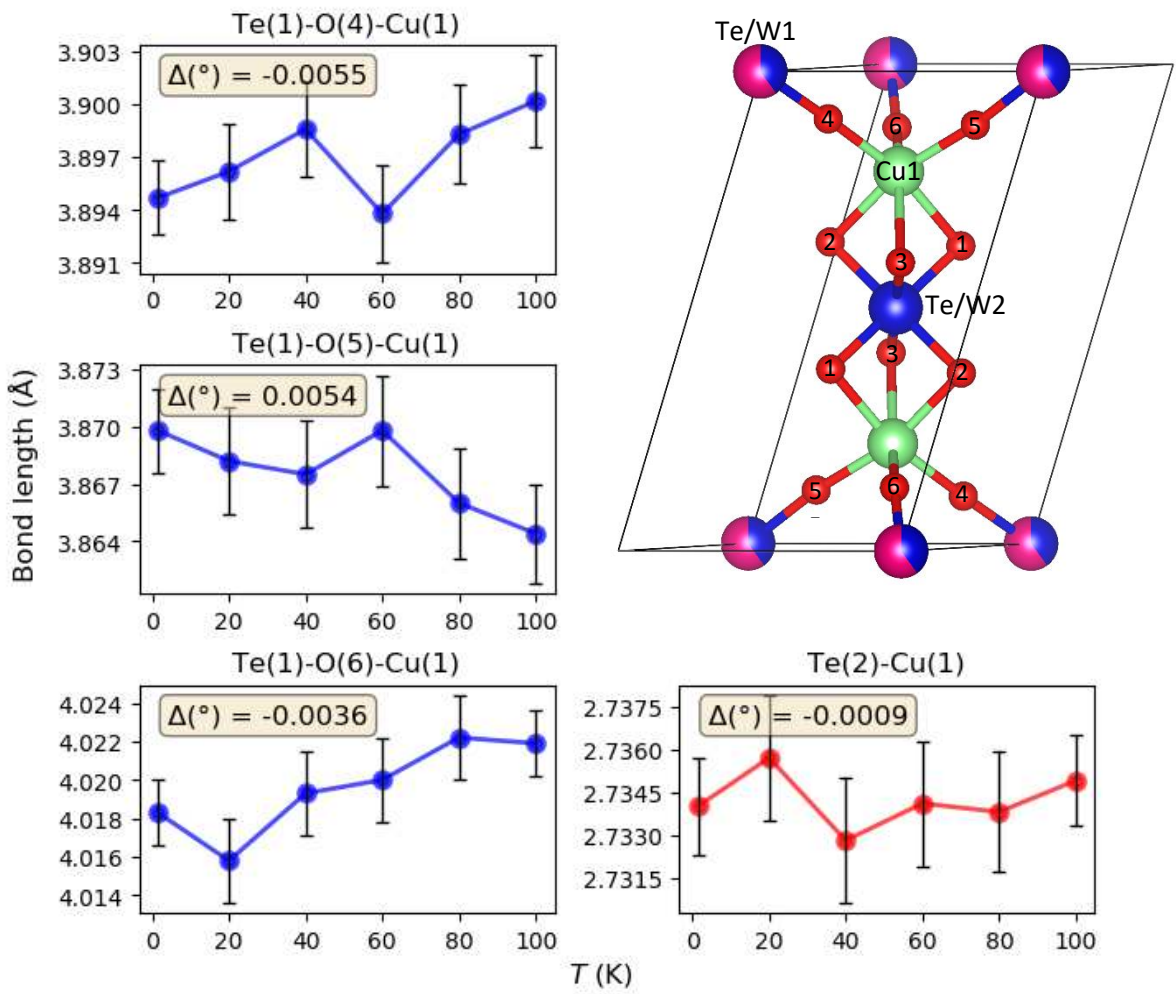 Te(1)-O(4)-Cu(1)
Δ(°) = -0.0055
3.903
3.900
3.897
3.894
3.891
0 20 40 60 80 100
Te(1)-O(5)-Cu(1)
Δ(°) = 0.0054
3.873
3.870
3.867
3.864
0 20 40 60 80 100
Bond length (Å)
Te/W1
4
6
5
Cu1
2
1
3
Te/W2
3
1
2
5
6
4
Te(1)-O(6)-Cu(1)
Δ(°) = -0.0036
4.024
4.022
4.020
4.018
4.016
4.014
0 20 40 60 80 100
Te(2)-Cu(1)
Δ(°) = -0.0009
2.7375
2.7360
2.7345
2.7330
2.7315
0 20 40 60 80 100
T (K)